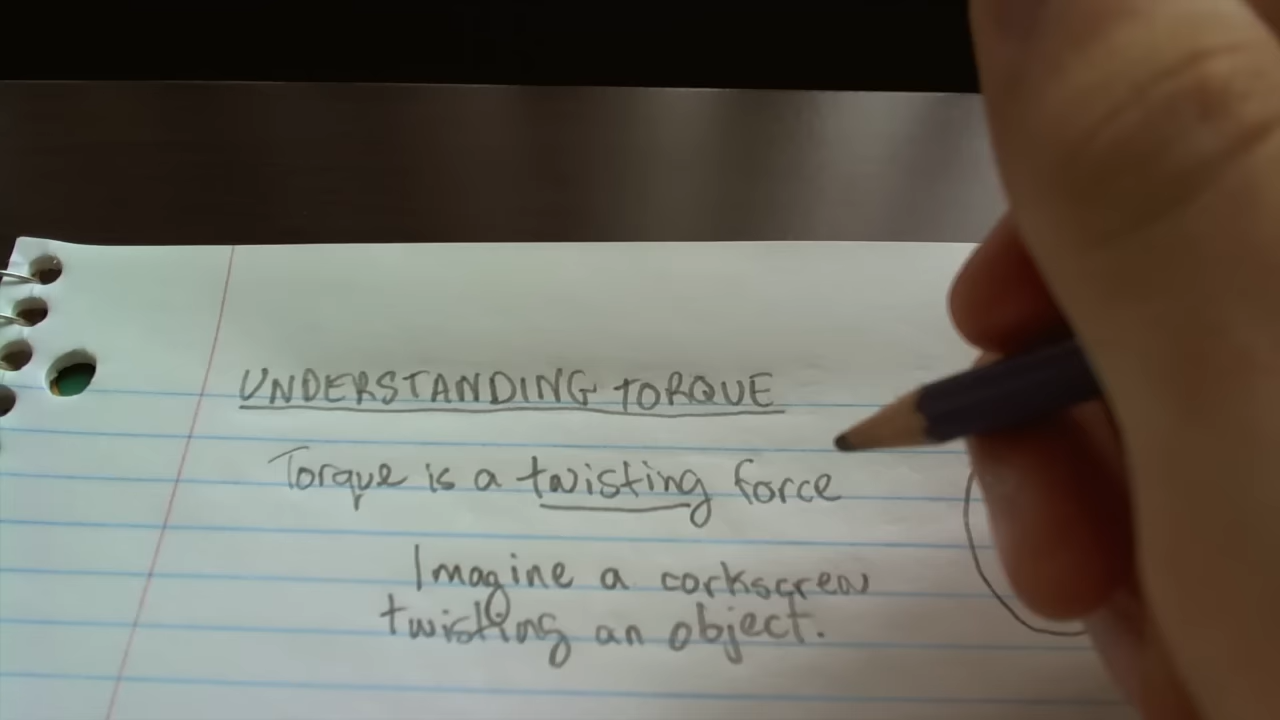 UNDERSTANDING TORQUE
Torque is a twisting force
Imagine a corkscrew
twisting an object.